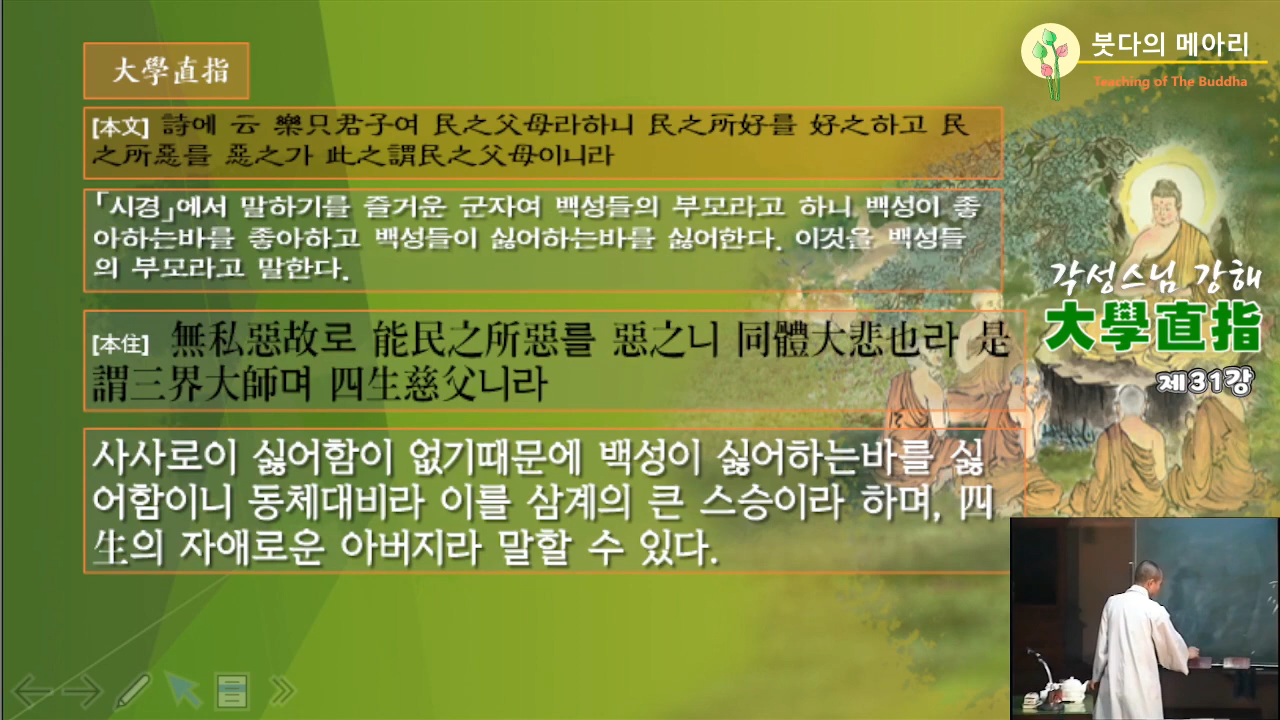 大學直指
[本文] 詩에 云 樂只君子여 民之父母라하니 民之所好를 好之하고 民
之所惡를 惡之가 此之謂民之父母이니라
「시경」에서 말하기를 즐거운 군자여 백성들의 부모라고 하니 백성이 좋
아하는바를 좋아하고 백성들이 싫어하는바를 싫어한다. 이것을 백성들
의 부모라고 말한다.
[本住] 無私惡故로 能民之所惡를 惡之니 同體大悲也라 是
謂三界大師며 四生慈父니라
사사로이 싫어함이 없기때문에 백성이 싫어하는바를 싫
어함이니 동체대비라 이를 삼계의 큰 스승이라 하며, 四
生의 자애로운 아버지라 말할 수 있다.
붓다의 메아리
Teaching of The Buddha
각성스님 강해
大學直指
제31강